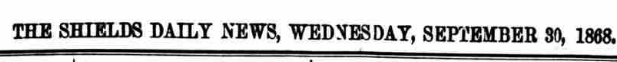 THE SHIELDS DAILY NEWS, WEDNESDAY, SEPTEMBER 30, 1868.